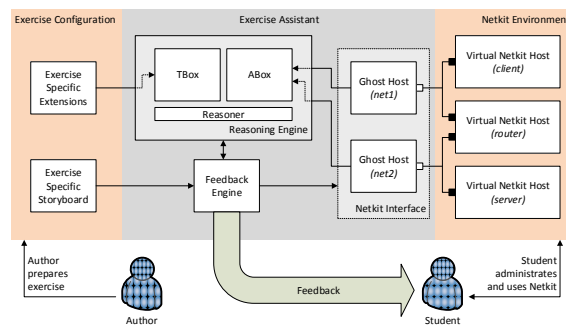 Exercise Configuration
Exercise Assistant
Netkit Environment
Exercise
Specific
Extensions
TBox
ABox
Reasoner
Reasoning Engine
Ghost Host
(net1)
Virtual Netkit Host
(client)
Virtual Netkit Host
(router)
Exercise
Specific
Storyboard
Feedback
Engine
Ghost Host
(net2)
Netkit Interface
Virtual Netkit Host
(server)
Author
prepares
exercise
Author
Feedback
Student
Student
administrates
and uses Netkit